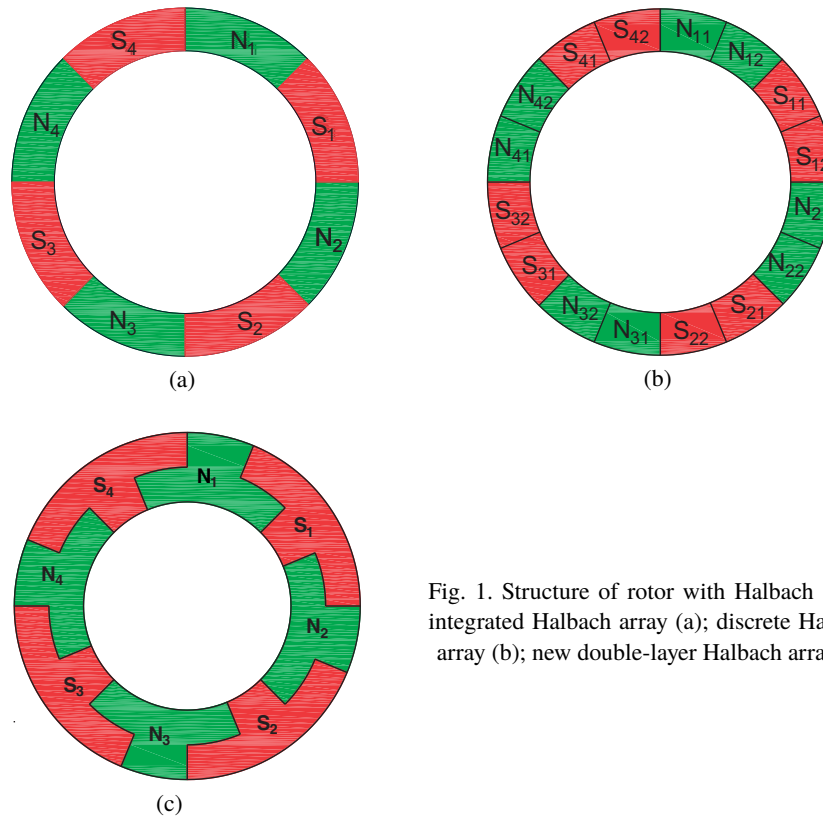 S₄ N₁
N₄ S₁
S₃ N₂
N₃ S₂
(a)
S₄₁ S₄₂ N₁₁ N₁₂
N₄₂ S₁₁
N₄₁ S₁₂
S₃₂ N₂
S₃₁ N₂₂
N₃₂ N₃₁ S₂₂ S₂₁
(b)
S₄ N₁
S₁
N₄ N₂
S₃ S₂
N₃
(c)
Fig. 1. Structure of rotor with Halbach
integrated Halbach array (a); discrete Ha
array (b); new double-layer Halbach arra